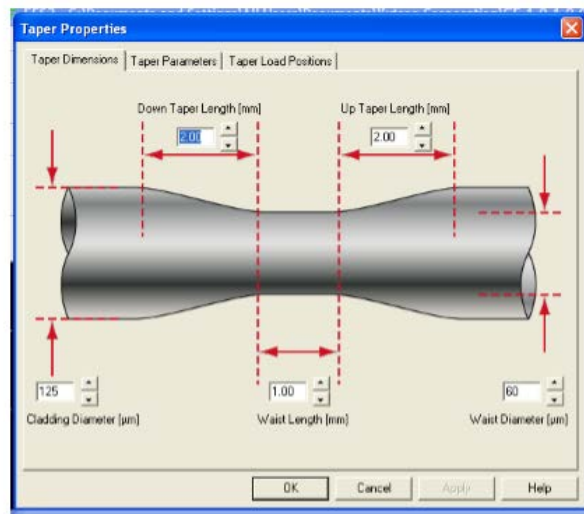 Taper Properties
Taper Dimensions | Taper Parameters | Taper Load Positions
Down Taper Length [mm] Up Taper Length [mm]
2.00 2.00
125 1.00 60
Cladding Diameter [µm] Waist Length [mm] Waist Diameter [µm]
OK Cancel Apply Help